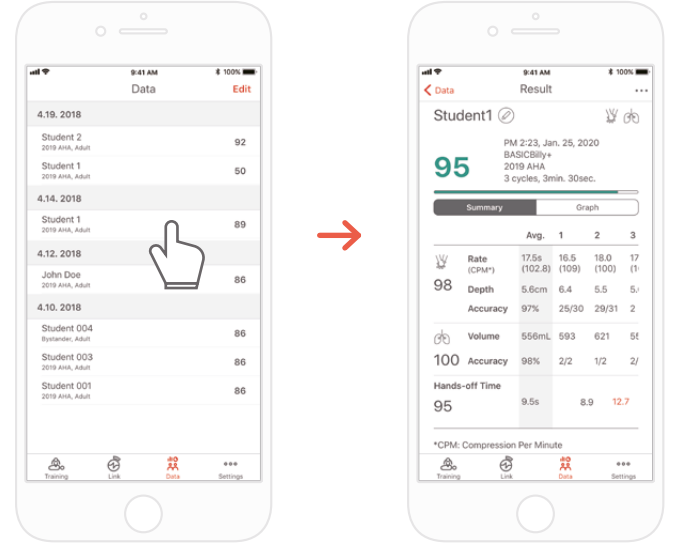 9:41 AM 100%
Data Edit
4.19. 2018
Student 2
2019 AHA, Adult
92
Student 1
2019 AHA, Adult
50
4.14. 2018
Student 1
2019 AHA, Adult
89
4.12. 2018
John Doe
2019 AHA, Adult
86
4.10. 2018
Student 004
Bystander, Adult
86
Student 003
2019 AHA, Adult
86
Student 001
2019 AHA, Adult
86
Training Link Data Settings
9:41 AM 100%
Data Result
Student1
95
PM 2:23, Jan. 25, 2020
BASICBilly+
2019 AHA
3 cycles, 3min. 30sec.
Summary Graph
Avg. 1 2 3
Rate 17.5s 16.5 18.0 17
(CPM*) (102.8) (109) (100)
98 Depth 5.6cm 6.4 5.5 5.
Accuracy 97% 25/30 29/31 2
Volume 556mL 593 621
100 Accuracy 98% 2/2 1/2 2/
Hands-off Time
95 9.5s 8.9 12.7
*CPM: Compression Per Minute
Training Link Data Settings